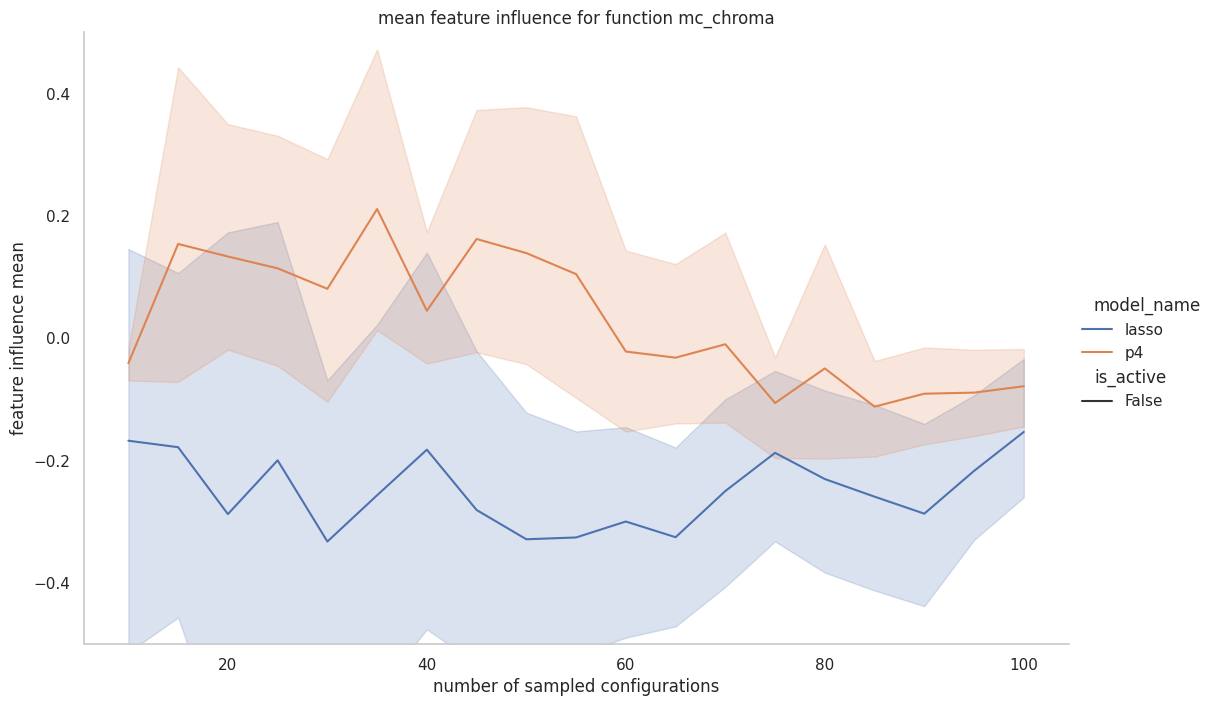 mean feature influence for function mc_chroma
feature influence mean
0.4
0.2
0.0
−0.2
−0.4
20
40
60
80
100
number of sampled configurations
model_name
lasso
p4
is_active
False